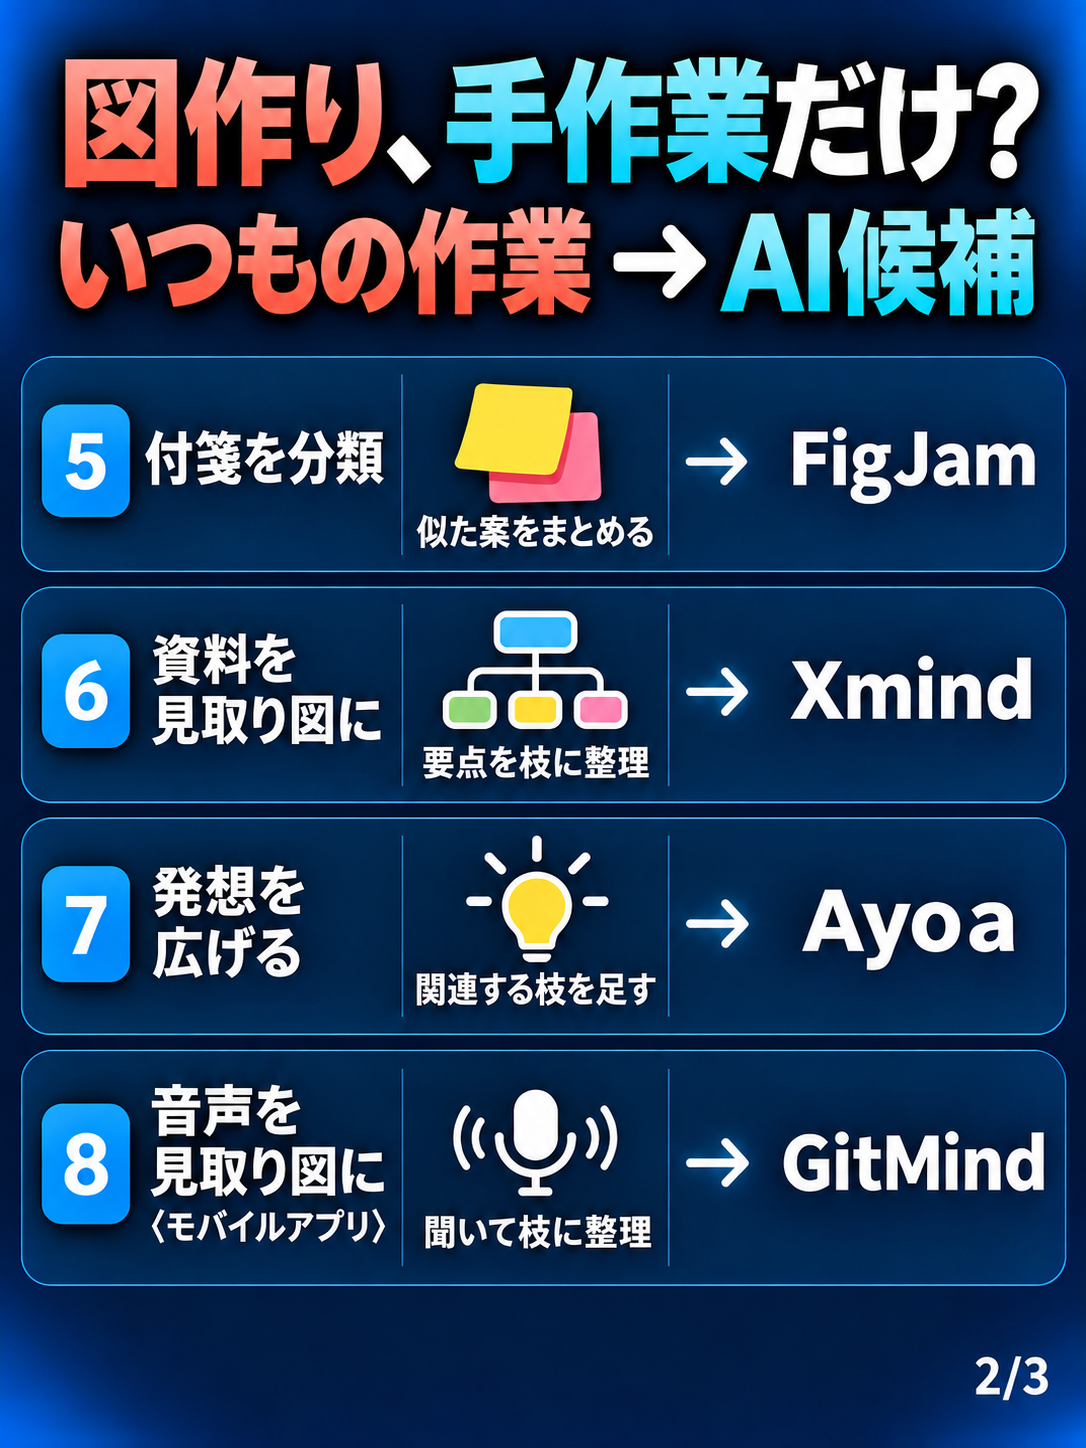 図作り、手作業だけ?
いつもの作業→AI候補
5
付箋を分類
似た案をまとめる
→
FigJam
6
資料を
見取り図に
要点を枝に整理
→
Xmind
7
発想を
広げる
関連する枝を足す
→
Ayoa
8
音声を
見取り図に
〈モバイルアプリ〉
聞いて枝に整理
→
GitMind
2/3